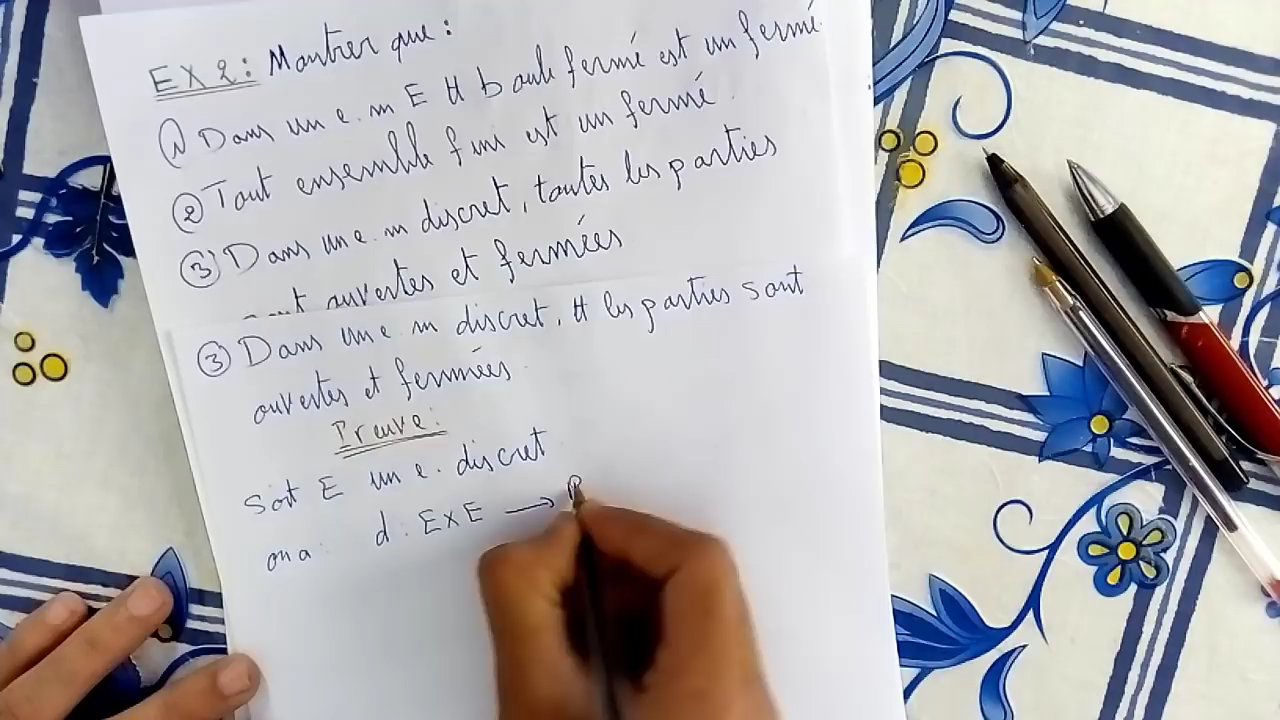 EX2: Montrer que:
① Dans un e.m E ∀ boule fermé est un fermé.
② Tout ensemble fini est un fermé.
③ Dans un e.m discret, toutes les parties
sont ouvertes et fermées
③ Dans un e.m discret, ∀ les parties sont
ouvertes et fermées.
Preuve:
Soit E un e. discret
on a: d: E×E →